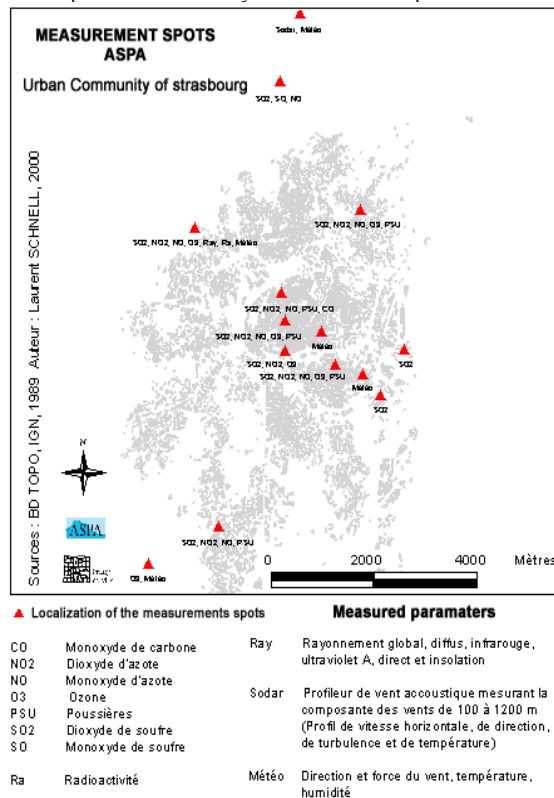 MEASUREMENT SPOTS
ASPA
Urban Community of strasbourg
Sodar, Météo
SO2, SO, NO
SO2, NO2, NO, O3, PSU
SO2, NO2, NO, O3, Ray, Ra, Météo
SO2, NO2, NO, PSU, CO
SO2, NO2, NO, O3, PSU
Météo
SO2, NO2, O3
SO2
SO2, NO2, NO, O3, PSU
Météo
SO2
SO2, NO2, NO, PSU
O3, Météo
Sources : BD TOPO, IGN, 1989 Auteur : Laurent SCHNELL, 2000
N
ASPA
0 2000 4000 Mètres
Localization of the measurements spots
Measured paramaters
CO Monoxyde de carbone
NO2 Dioxyde d'azote
NO Monoxyde d'azote
O3 Ozone
PSU Poussières
SO2 Dioxyde de soufre
SO Monoxyde de soufre
Ra Radioactivité
Ray Rayonnement global, diffus, infrarouge,
ultraviolet A, direct et insolation
Sodar Profileur de vent accoustique mesurant la
composante des vents de 100 à 1200 m
(Profil de vitesse horizontale, de direction,
de turbulence et de température)
Météo Direction et force du vent, température,
humidité